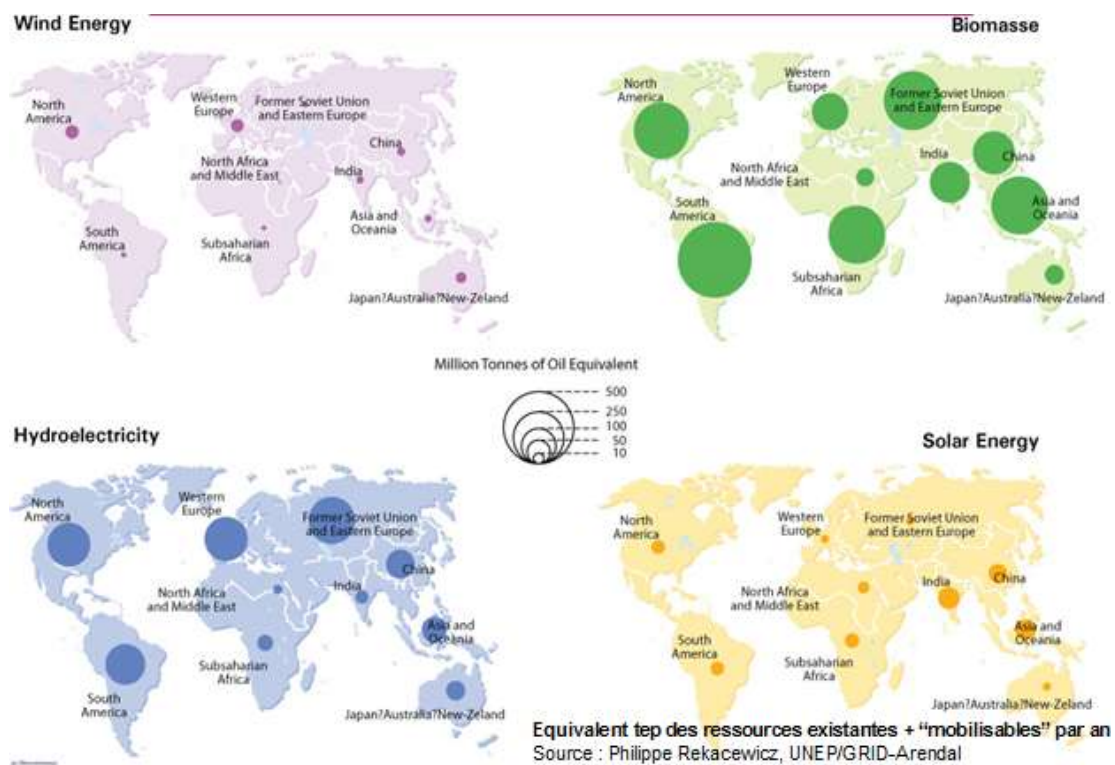 Wind Energy
North
America
Western
Europe
Former Soviet Union
and Eastern Europe
China
North Africa
and Middle East
India
Asia and
Oceania
South
America
Subsaharian
Africa
Japan?Australia?New-Zeland
Biomasse
North
America
Western
Europe
Former Soviet Union
and Eastern Europe
India
China
North Africa
and Middle East
South
America
Asia and
Oceania
Subsaharian
Africa
Japan?Australia?New-Zeland
Million Tonnes of Oil Equivalent
500
250
100
50
10
Hydroelectricity
North
America
Western
Europe
Former Soviet Union
and Eastern Europe
China
North Africa
and Middle East
India
Asia and
Oceania
Subsaharian
Africa
South
America
Japan?Australia?New-Zeland
Solar Energy
North
America
Western
Europe
Former Soviet Union
and Eastern Europe
China
India
North Africa
and Middle East
Asia and
Oceania
South
America
Subsaharian
Africa
Japan?Australia?New-Zeland
Equivalent tep des ressources existantes + “mobilisables” par an
Source : Philippe Rekacewicz, UNEP/GRID-Arendal